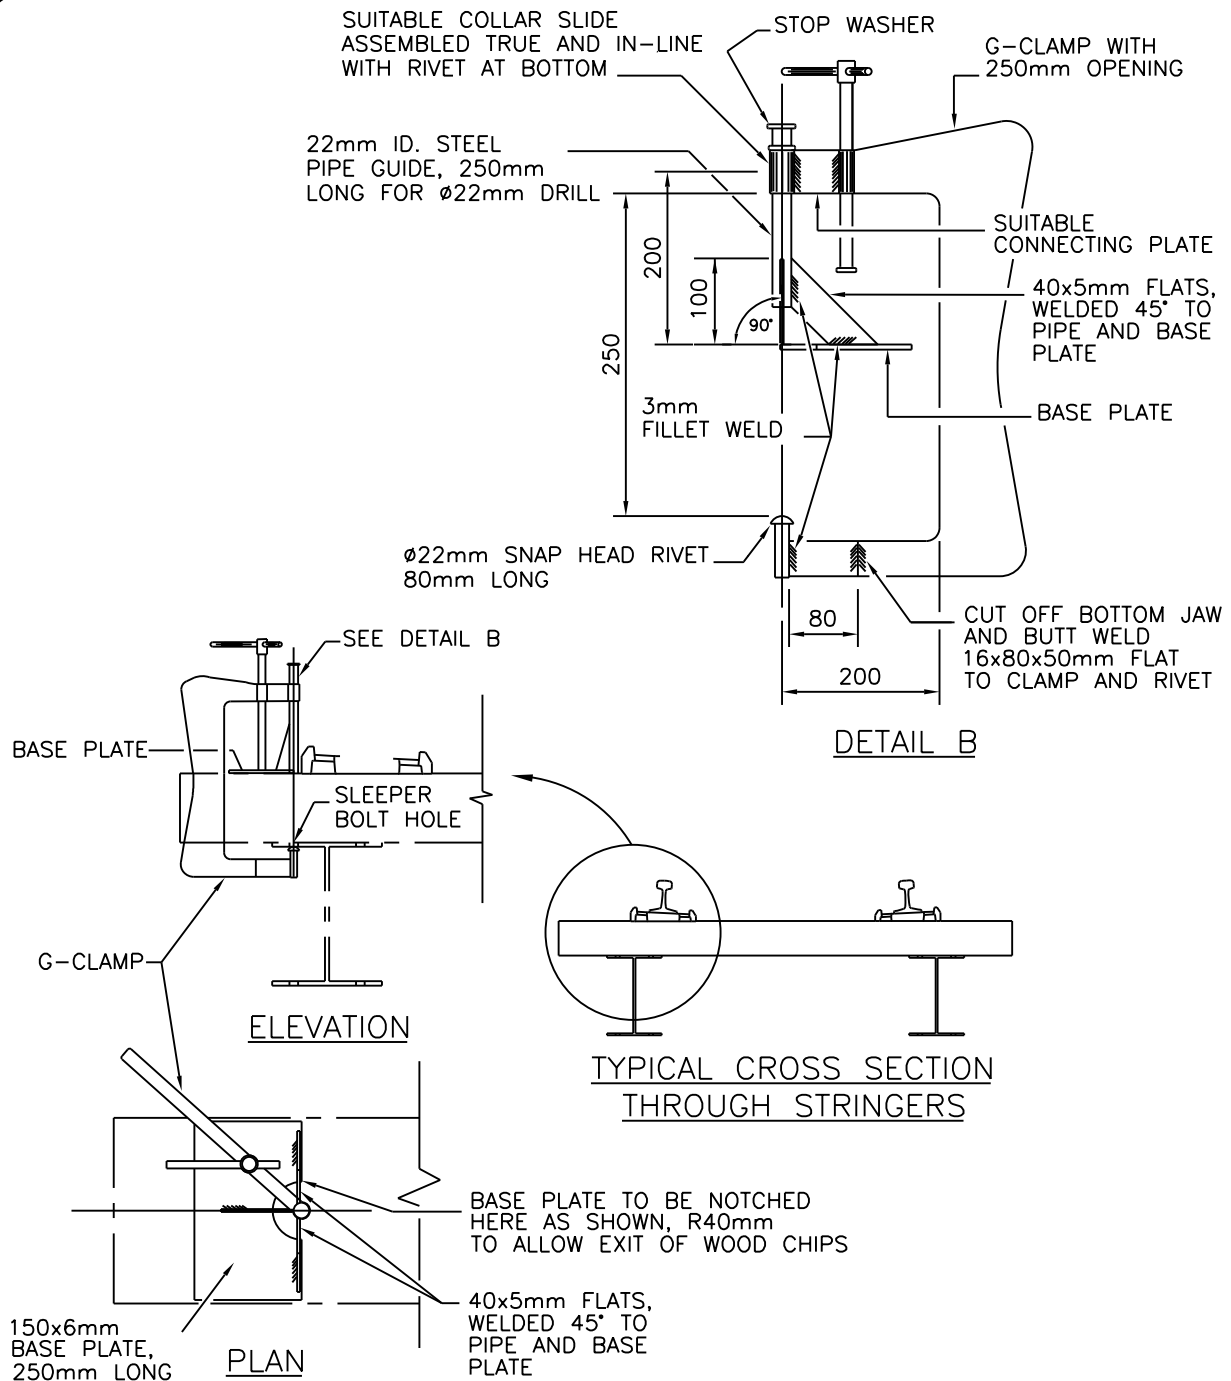 SUITABLE COLLAR SLIDE
ASSEMBLED TRUE AND IN-LINE
WITH RIVET AT BOTTOM
STOP WASHER
G-CLAMP WITH
250mm OPENING
22mm ID. STEEL
PIPE GUIDE, 250mm
LONG FOR ø22mm DRILL
SUITABLE
CONNECTING PLATE
200
100
90°
250
40x5mm FLATS,
WELDED 45° TO
PIPE AND BASE
PLATE
3mm
FILLET WELD
BASE PLATE
ø22mm SNAP HEAD RIVET
80mm LONG
80
200
CUT OFF BOTTOM JAW
AND BUTT WELD
16x80x50mm FLAT
TO CLAMP AND RIVET
DETAIL B
SEE DETAIL B
BASE PLATE
SLEEPER
BOLT HOLE
G-CLAMP
ELEVATION
TYPICAL CROSS SECTION
THROUGH STRINGERS
BASE PLATE TO BE NOTCHED
HERE AS SHOWN, R40mm
TO ALLOW EXIT OF WOOD CHIPS
40x5mm FLATS,
WELDED 45° TO
PIPE AND BASE
PLATE
150x6mm
BASE PLATE,
250mm LONG
PLAN